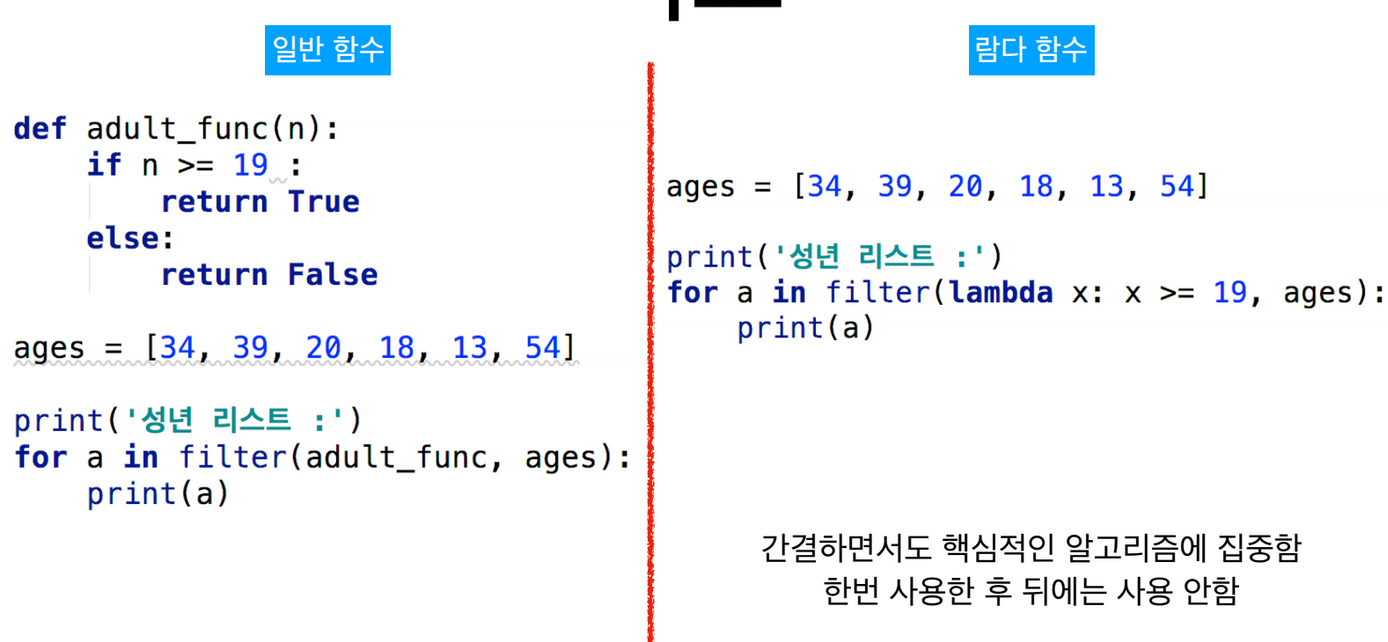 일반 함수
def adult_func(n):
    if n >= 19 :
        return True
    else:
        return False
ages = [34, 39, 20, 18, 13, 54]
print('성년 리스트 :')
for a in filter(adult_func, ages):
    print(a)
람다 함수
ages = [34, 39, 20, 18, 13, 54]
print('성년 리스트 :')
for a in filter(lambda x: x >= 19, ages):
    print(a)
간결하면서도 핵심적인 알고리즘에 집중함
한번 사용한 후 뒤에는 사용 안함